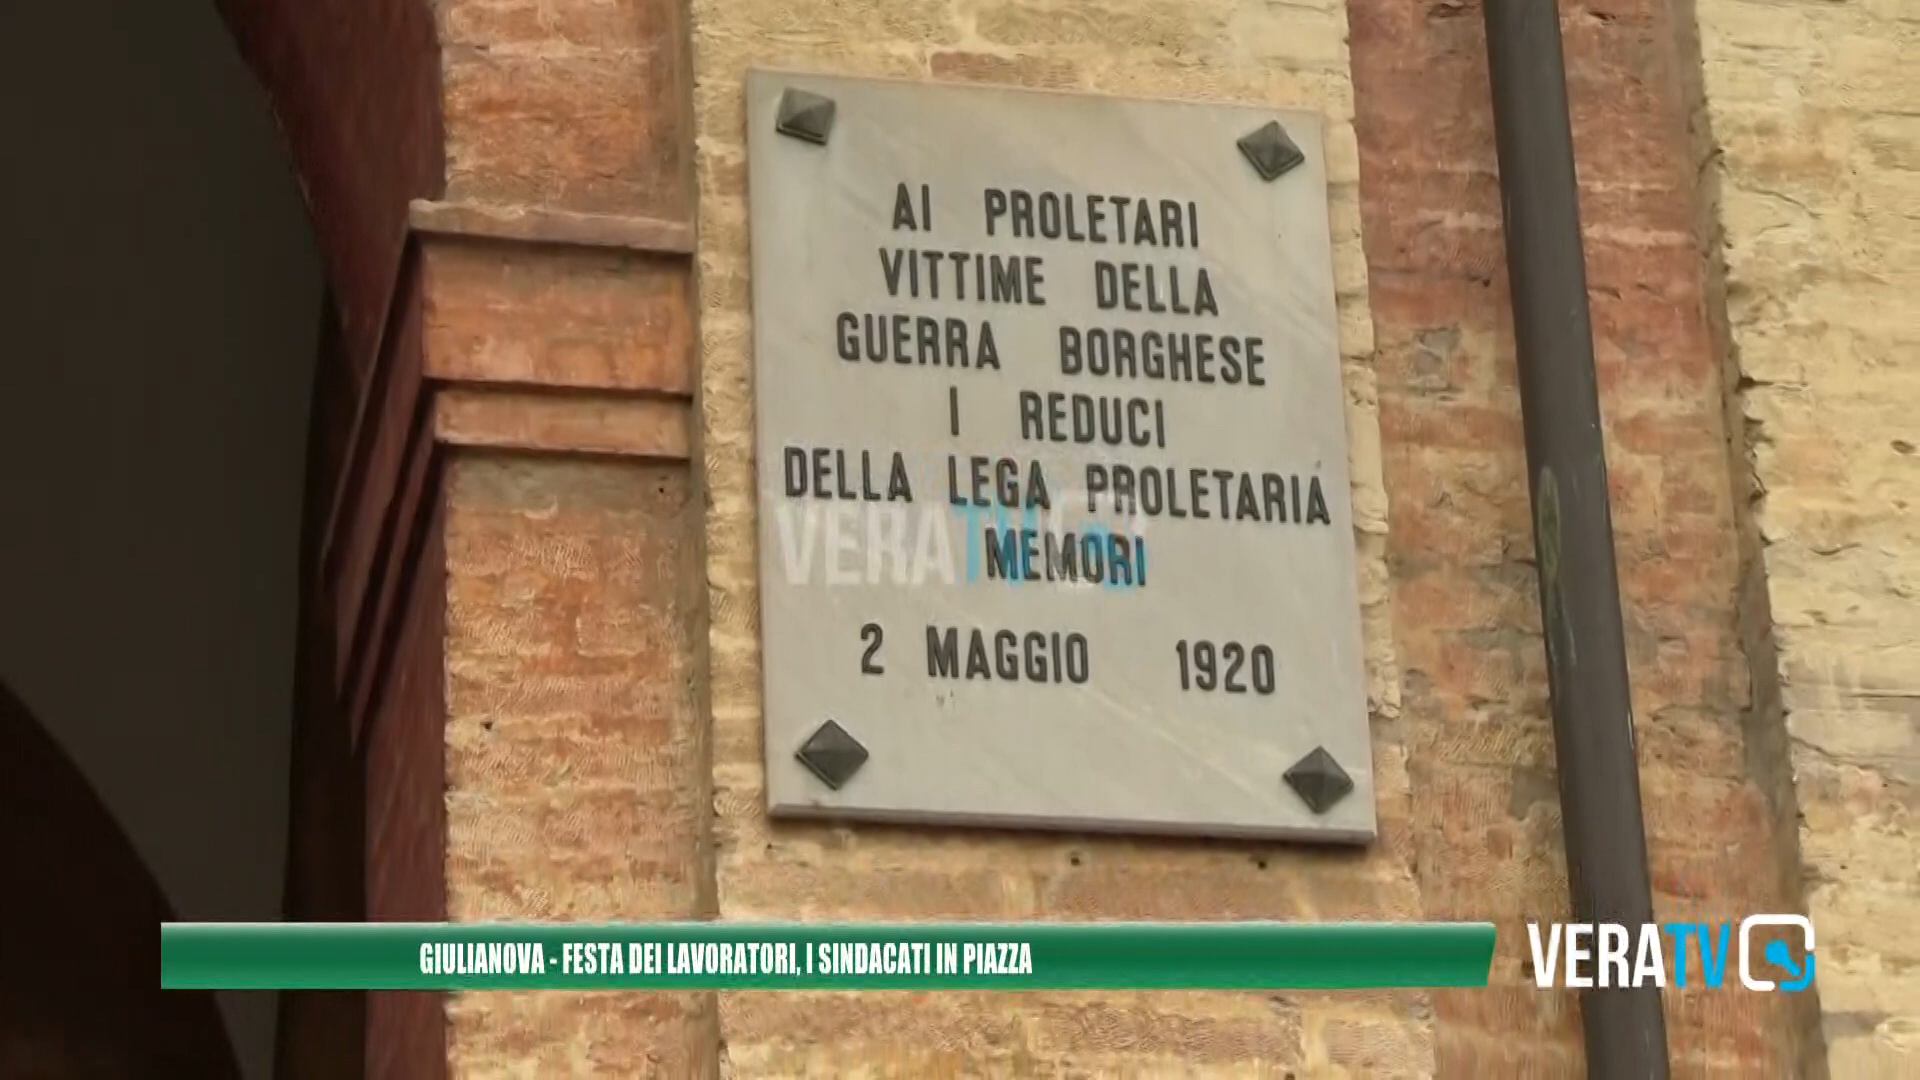 AI PROLETARI
VITTIME DELLA
GUERRA BORGHESE
I REDUCI
DELLA LEGA PROLETARIA
MEMORI
2 MAGGIO 1920
VERATV
GIULIANOVA - FESTA DEI LAVORATORI, I SINDACATI IN PIAZZA
VERATV